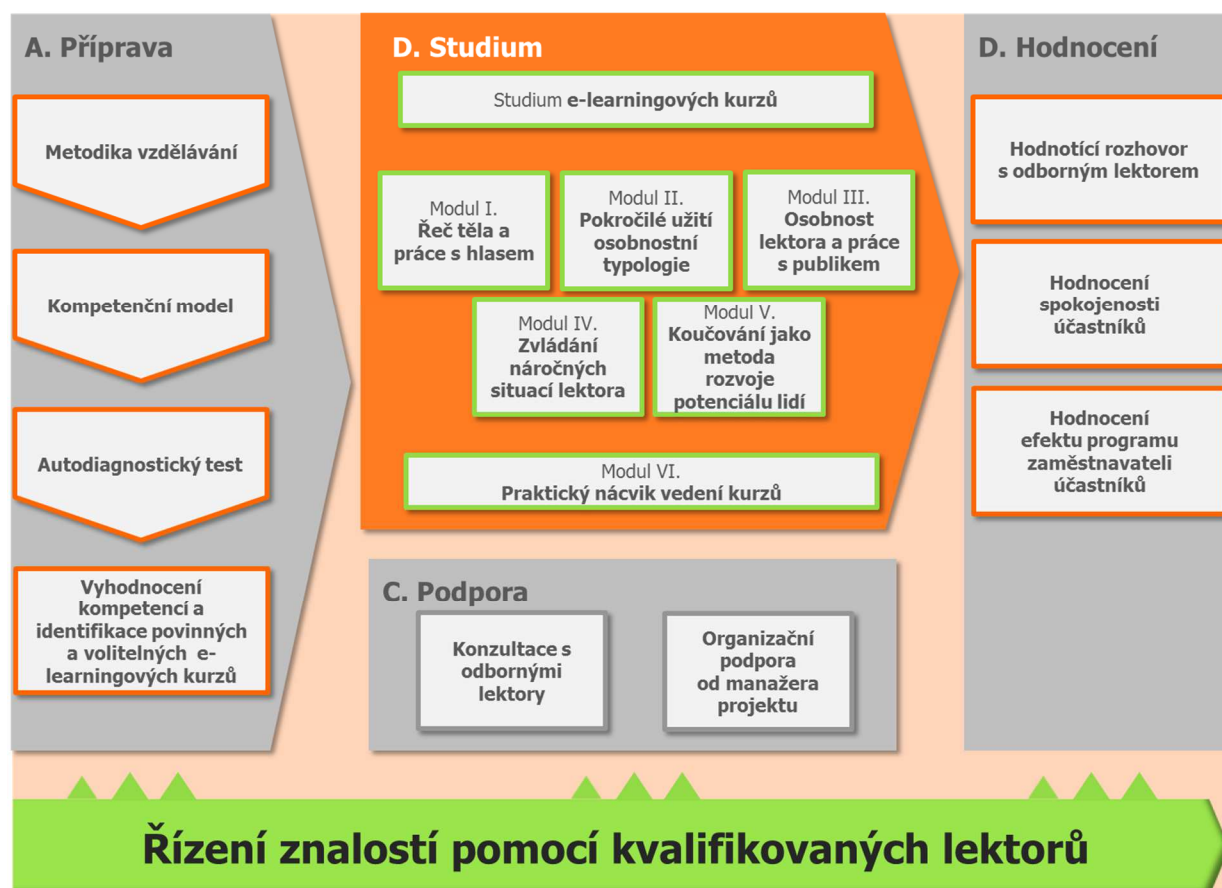 A. Příprava
Metodika vzdělávání
Kompetenční model
Autodiagnostický test
Vyhodnocení
kompetencí a
identifikace povinných
a volitelných  e-
learningových kurzů
D. Studium
Studium e-learningových kurzů
Modul I.
Řeč těla a
práce s hlasem
Modul II.
Pokročilé užití
osobnostní
typologie
Modul III.
Osobnost
lektora a práce
s publikem
Modul IV.
Zvládání
náročných
situací lektora
Modul V.
Koučování jako
metoda
rozvoje
potenciálu lidí
Modul VI.
Praktický nácvik vedení kurzů
C. Podpora
Konzultace s
odbornými
lektory
Organizační
podpora
od manažera
projektu
D. Hodnocení
Hodnotící rozhovor
s odborným lektorem
Hodnocení
spokojenosti
účastníků
Hodnocení
efektu programu
zaměstnavateli
účastníků
Řízení znalostí pomocí kvalifikovaných lektorů